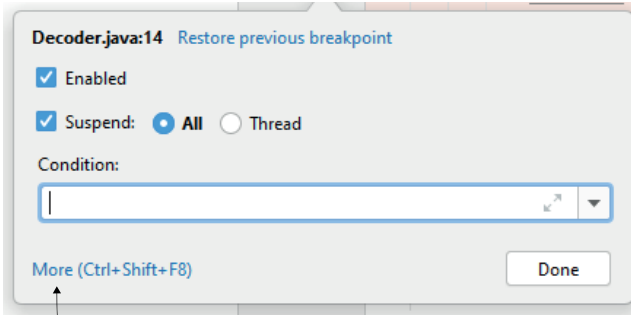 Decoder.java:14 Restore previous breakpoint
Enabled
Suspend: All Thread
Condition:
More (Ctrl+Shift+F8) Done